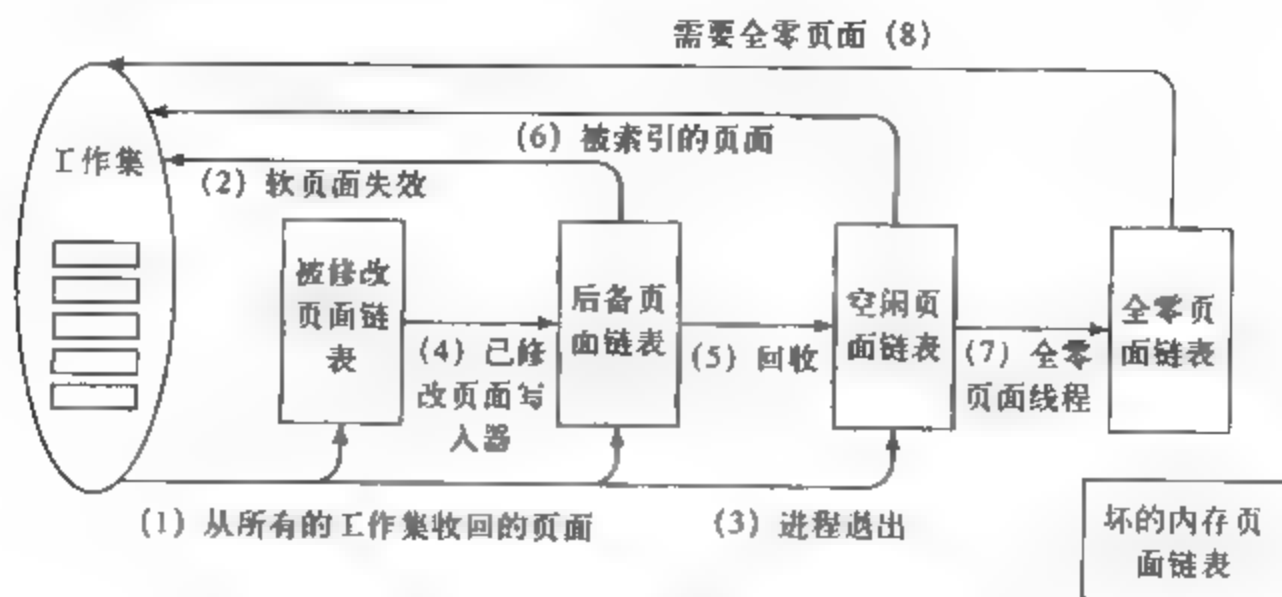 需要全零页面（8）
（6）被索引的页面
工作集
（2）软页面失效
被修改
页面链
表
后备页
面链表
空闲页
面链表
全零页
面链表
（4）已修
改页面写
入器
（5）回收
（7）全零
页面线程
（1）从所有的工作集收回的页面
（3）进程退出
坏的内存页
面链表